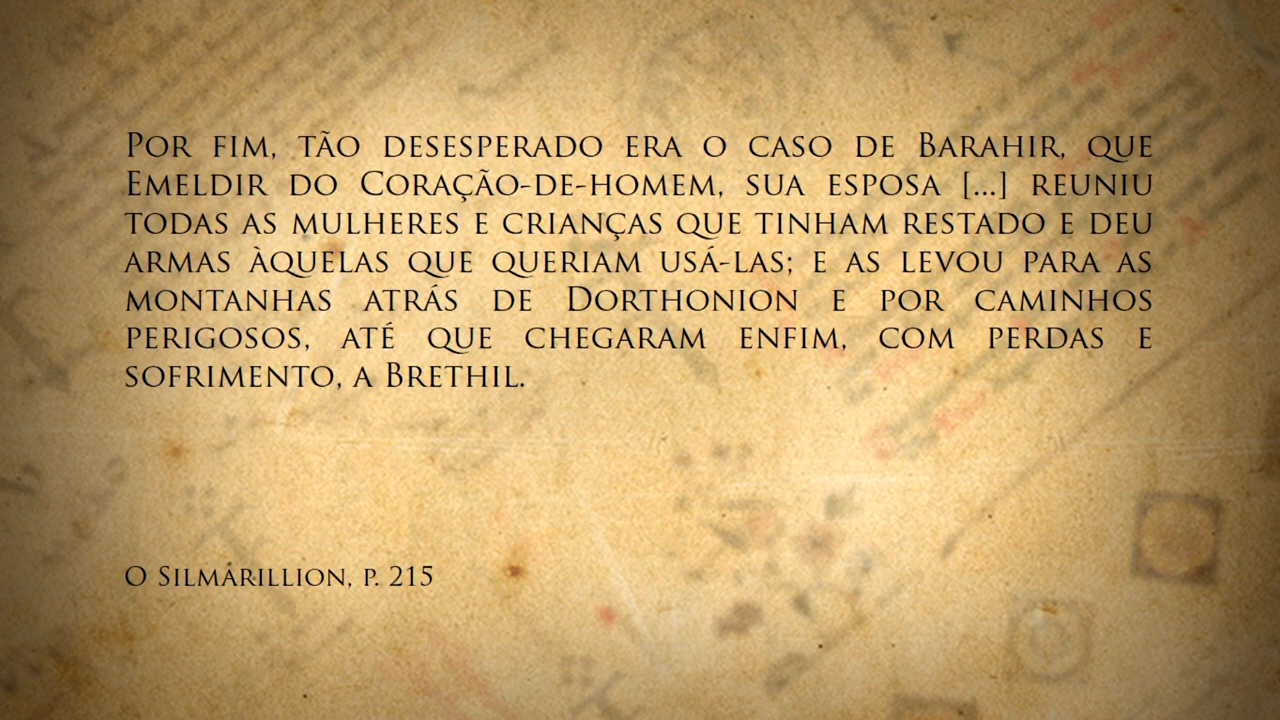 Por fim, tão desesperado era o caso de Barahir, que
Emeldir do Coração-de-homem, sua esposa [...] reuniu
todas as mulheres e crianças que tinham restado e deu
armas àquelas que queriam usá-las; e as levou para as
montanhas atrás de Dorthonion e por caminhos
perigosos, até que chegaram enfim, com perdas e
sofrimento, a Brethil.
O Silmarillion, p. 215